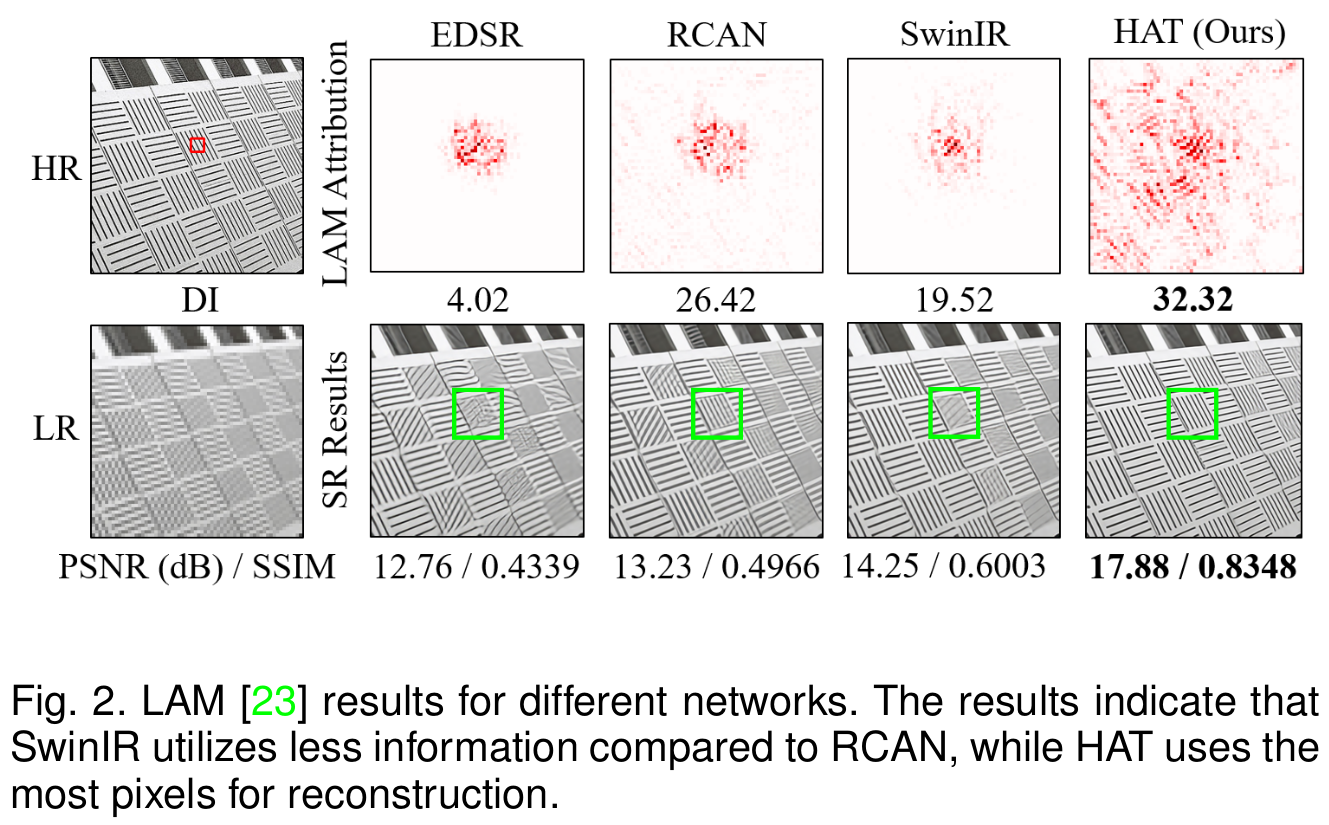 EDSR RCAN SwinIR HAT (Ours)
HR
LAM Attribution
DI 4.02 26.42 19.52 32.32
LR
SR Results
PSNR (dB) / SSIM 12.76 / 0.4339 13.23 / 0.4966 14.25 / 0.6003 17.88 / 0.8348
Fig. 2. LAM [23] results for different networks. The results indicate that
SwinIR utilizes less information compared to RCAN, while HAT uses the
most pixels for reconstruction.